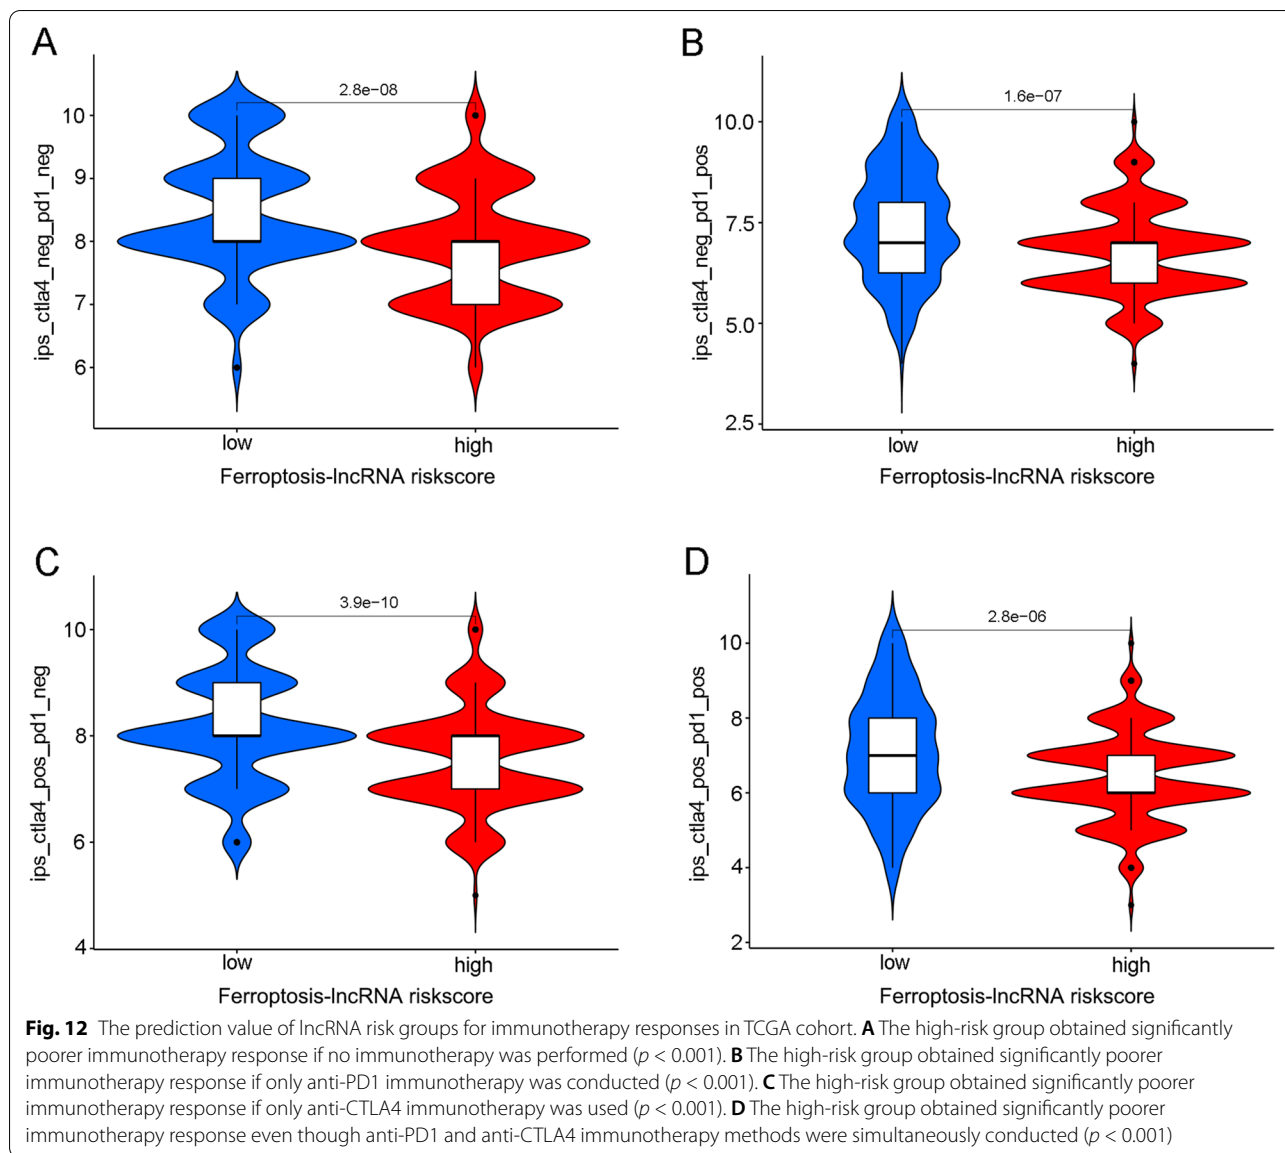 A
2.8e−08
10
9
8
7
6
ips_ctla4_neg_pd1_neg
low
high
Ferroptosis-lncRNA riskscore
B
1.6e−07
10.0
7.5
5.0
2.5
ips_ctla4_neg_pd1_pos
low
high
Ferroptosis-lncRNA riskscore
C
3.9e−10
10
8
6
4
ips_ctla4_pos_pd1_neg
low
high
Ferroptosis-lncRNA riskscore
D
2.8e−06
10
8
6
4
2
ips_ctla4_pos_pd1_pos
low
high
Ferroptosis-lncRNA riskscore
Fig. 12 The prediction value of lncRNA risk groups for immunotherapy responses in TCGA cohort. A The high-risk group obtained significantly
poorer immunotherapy response if no immunotherapy was performed (p < 0.001). B The high-risk group obtained significantly poorer
immunotherapy response if only anti-PD1 immunotherapy was conducted (p < 0.001). C The high-risk group obtained significantly poorer
immunotherapy response if only anti-CTLA4 immunotherapy was used (p < 0.001). D The high-risk group obtained significantly poorer
immunotherapy response even though anti-PD1 and anti-CTLA4 immunotherapy methods were simultaneously conducted (p < 0.001)